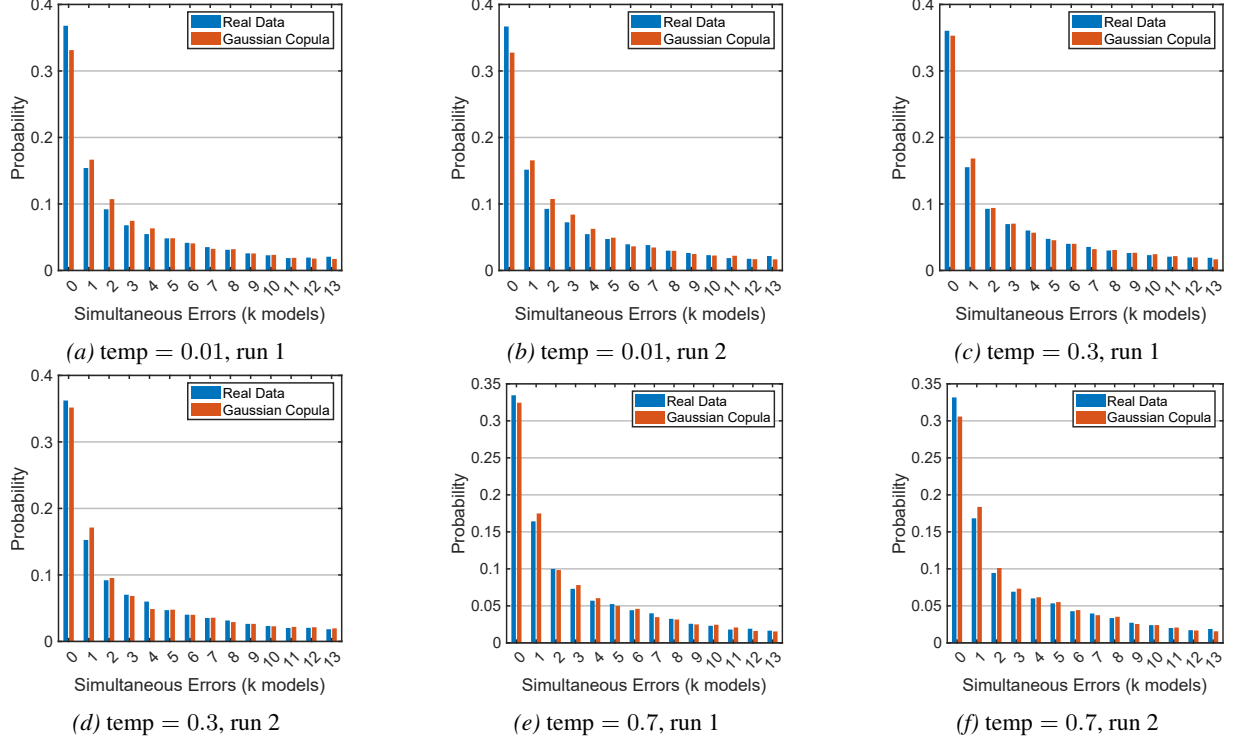 0.4
0.3
0.2
0.1
0
Probability
Real Data
Gaussian Copula
0 1 2 3 4 5 6 7 8 9 10 11 12 13
Simultaneous Errors (k models)
(a) temp = 0.01, run 1
0.4
0.3
0.2
0.1
0
Probability
Real Data
Gaussian Copula
0 1 2 3 4 5 6 7 8 9 10 11 12 13
Simultaneous Errors (k models)
(b) temp = 0.01, run 2
0.4
0.3
0.2
0.1
0
Probability
Real Data
Gaussian Copula
0 1 2 3 4 5 6 7 8 9 10 11 12 13
Simultaneous Errors (k models)
(c) temp = 0.3, run 1
0.4
0.3
0.2
0.1
0
Probability
Real Data
Gaussian Copula
0 1 2 3 4 5 6 7 8 9 10 11 12 13
Simultaneous Errors (k models)
(d) temp = 0.3, run 2
0.35
0.3
0.25
0.2
0.15
0.1
0.05
0
Probability
Real Data
Gaussian Copula
0 1 2 3 4 5 6 7 8 9 10 11 12 13
Simultaneous Errors (k models)
(e) temp = 0.7, run 1
0.35
0.3
0.25
0.2
0.15
0.1
0.05
0
Probability
Real Data
Gaussian Copula
0 1 2 3 4 5 6 7 8 9 10 11 12 13
Simultaneous Errors (k models)
(f) temp = 0.7, run 2